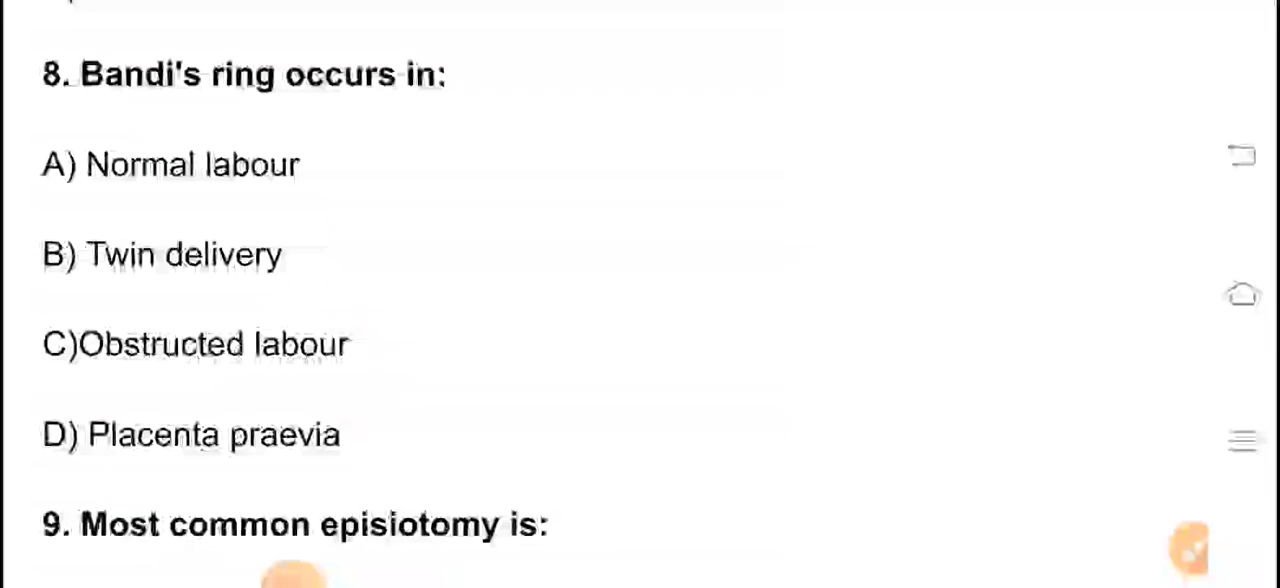 8. Bandi's ring occurs in:
A) Normal labour
B) Twin delivery
C)Obstructed labour
D) Placenta praevia
9. Most common episiotomy is: